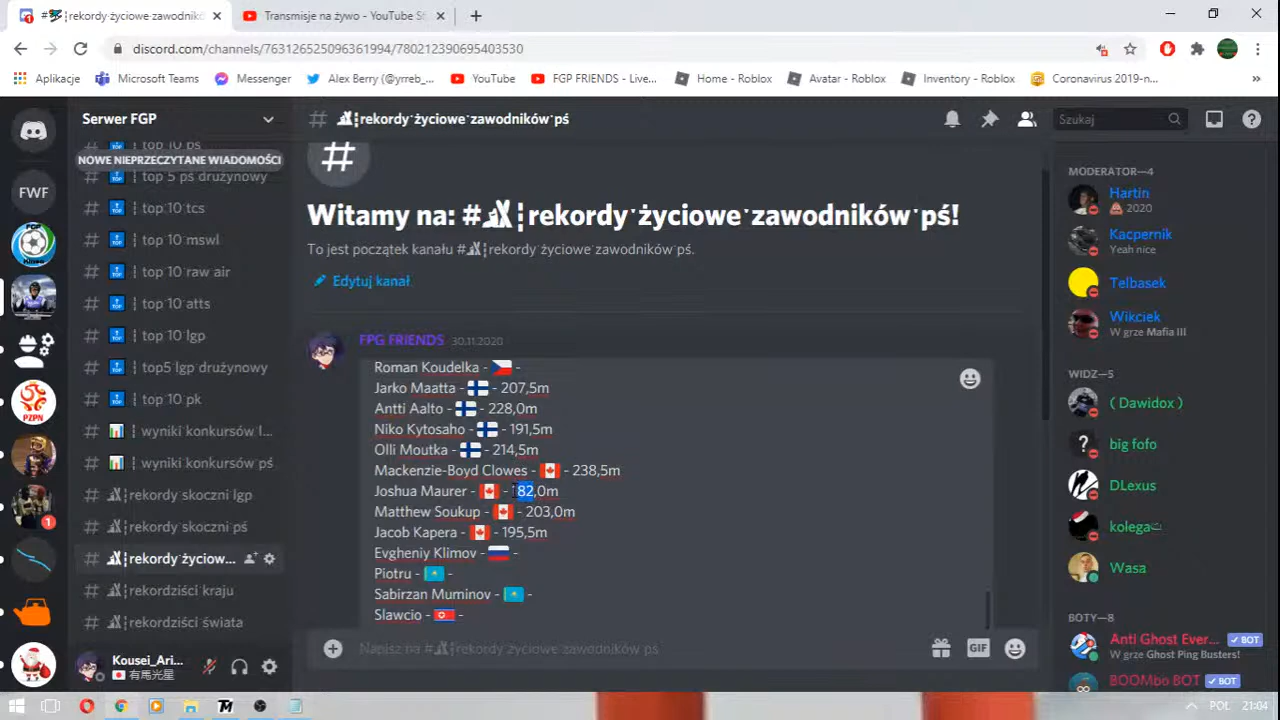 rekordy życiowe zawodnikó
Transmisje na żywo - YouTube St
discord.com/channels/763126525096361994/780212390695403530
Aplikacje
Microsoft Teams
Messenger
Alex Berry (@yrreb_...
YouTube
FGP FRIENDS - Live...
Home - Roblox
Avatar - Roblox
Inventory - Roblox
Coronavirus 2019-n...
Serwer FGP
rekordy życiowe zawodników pś
Szukaj
top 10 ps
NOWE NIEPRZECZYTANE WIADOMOŚCI
top 5 pś drużynowy
FWF
top 10 tcs
top 10 mswl
top 10 raw air
top 10 atts
top 10 lgp
top5 lgp drużynowy
top 10 pk
wyniki konkursów l...
wyniki konkursów pś
rekordy skoczni lgp
rekordy skoczni pś
rekordy życiow...
rekordziści kraju
rekordziści świata
Kousei_Ari...
有馬光星
Witamy na: #rekordy życiowe zawodników pś!
To jest początek kanału #rekordy życiowe zawodników pś.
Edytuj kanał
FPG FRIENDS 30.11.2020
Roman Koudelka - -
Jarko Maatta - - 207,5m
Antti Aalto - - 228,0m
Niko Kytosaho - - 191,5m
Olli Moutka - - 214,5m
Mackenzie-Boyd Clowes - - 238,5m
Joshua Maurer - - 182,0m
Matthew Soukup - - 203,0m
Jacob Kapera - - 195,5m
Evgheniy Klimov - -
Piotru - -
Sabirzan Muminov - -
Slawcio - -
Napisz na #rekordy życiowe zawodników pś
GIF
MODERATOR—4
Hartin
2020
Kacpernik
Yeah nice
Telbasek
Wikciek
W grze Mafia III
WIDZ—5
( Dawidox )
big fofo
DLexus
kolega
Wasa
BOTY—8
Anti Ghost Ever... BOT
W grze Ghost Ping Busters!
BOOMbo BOT BOT
POL 21:04